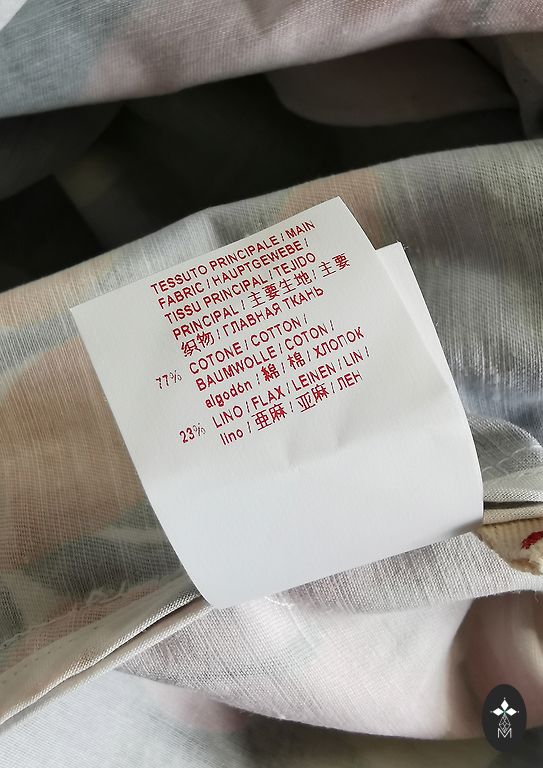 TESSUTO PRINCIPALE / MAIN
FABRIC / HAUPTGEWEBE /
TISSU PRINCIPAL / TEJIDO
PRINCIPAL / 主要生地 / 主要
织物 / ГЛАВНАЯ ТКАНЬ
77% COTONE / COTTON /
BAUMWOLLE / COTON /
algodón / 綿 / 棉 / ХЛОПОК
23% LINO / FLAX / LEINEN / LIN /
lino / 亜麻 / 亚麻 / ЛЕН